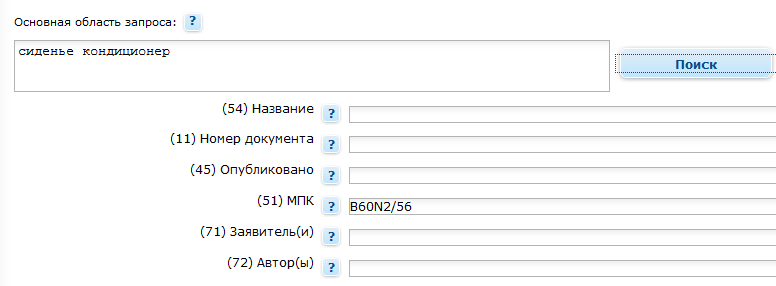 Основная область запроса: ?
сиденье кондиционер
Поиск
(54) Название ?
(11) Номер документа ?
(45) Опубликовано ?
(51) МПК ? B60N2/56
(71) Заявитель(и) ?
(72) Автор(ы) ?